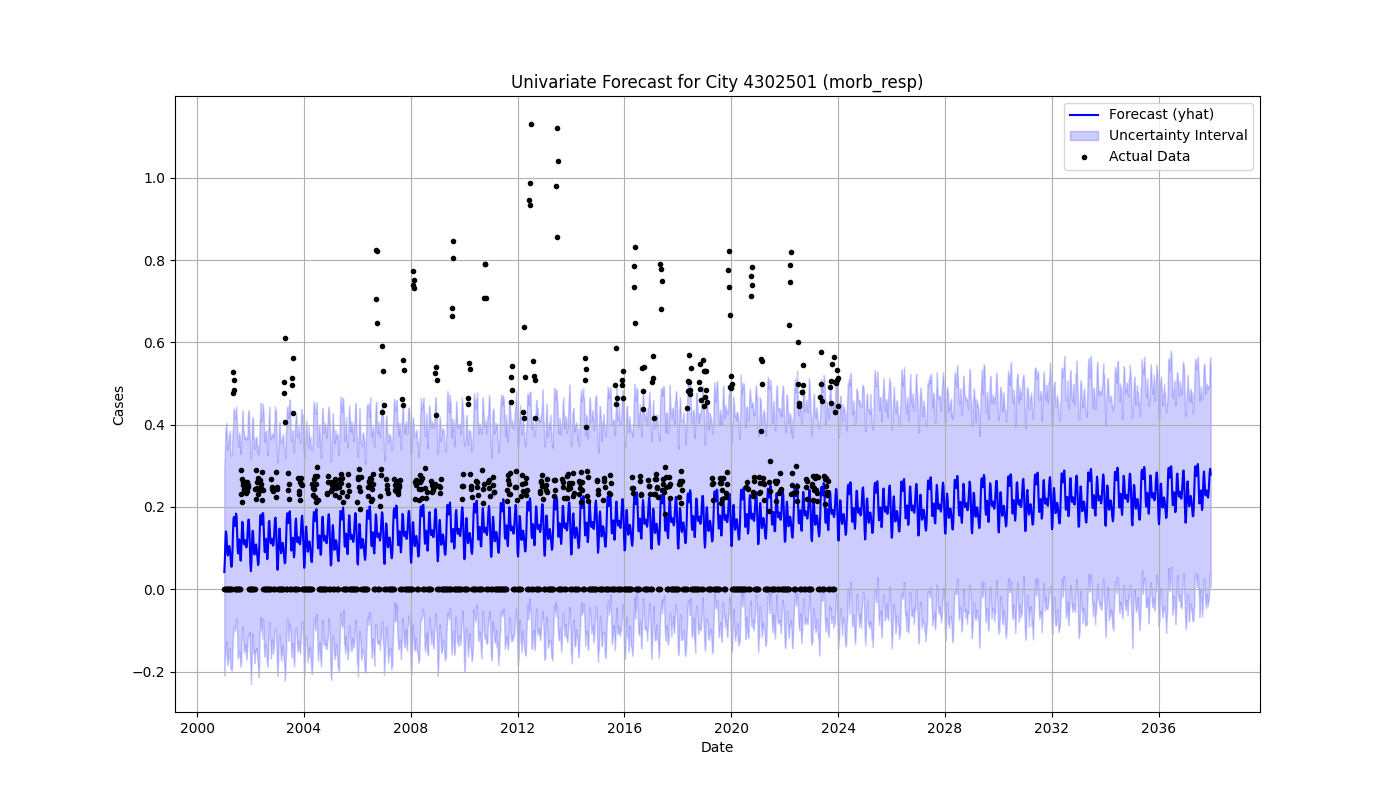 Univariate Forecast for City 4302501 (morb_resp)
Forecast (yhat)
Uncertainty Interval
Actual Data
Cases
1.0
0.8
0.6
0.4
0.2
0.0
−0.2
2000 2004 2008 2012 2016 2020 2024 2028 2032 2036
Date